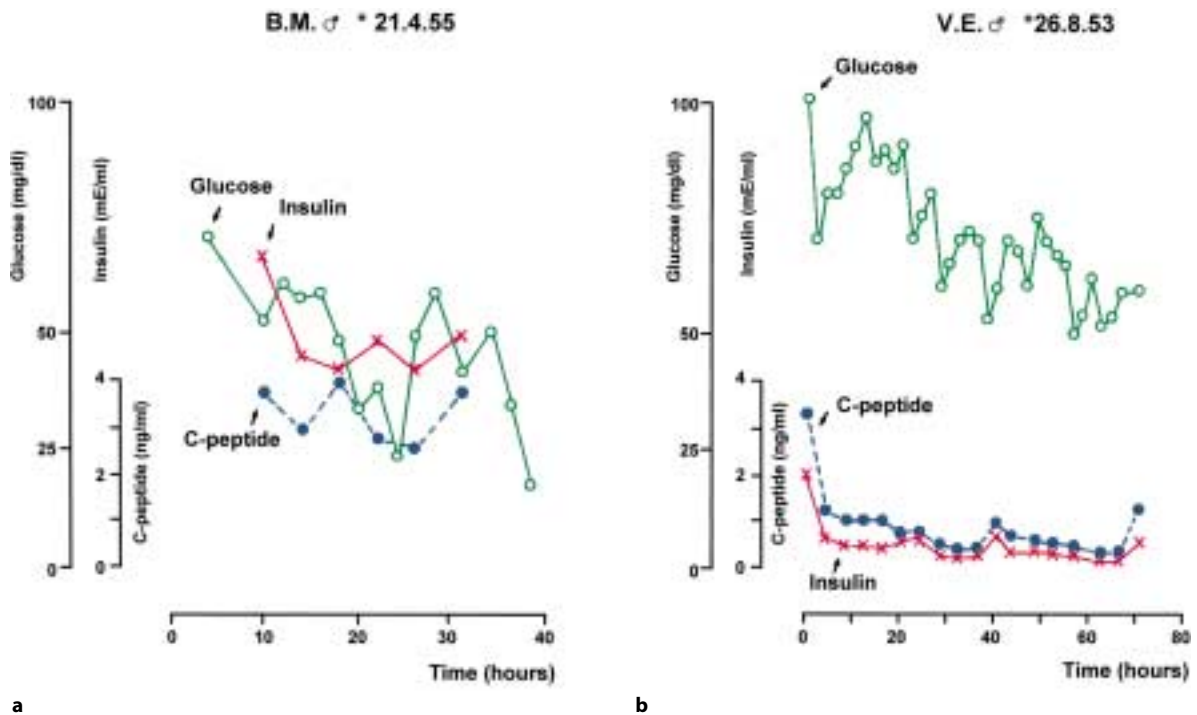 B.M. ♂ * 21.4.55
Glucose (mg/dl)
Insulin (mE/ml)
C-peptide (ng/ml)
100
50
25
0
4
2
0
Glucose
Insulin
C-peptide
0 10 20 30 40
Time (hours)
a
V.E. ♂ *26.8.53
Glucose (mg/dl)
Insulin (mE/ml)
C-peptide (ng/ml)
100
50
25
0
4
2
0
Glucose
C-peptide
Insulin
0 20 40 60 80
Time (hours)
b